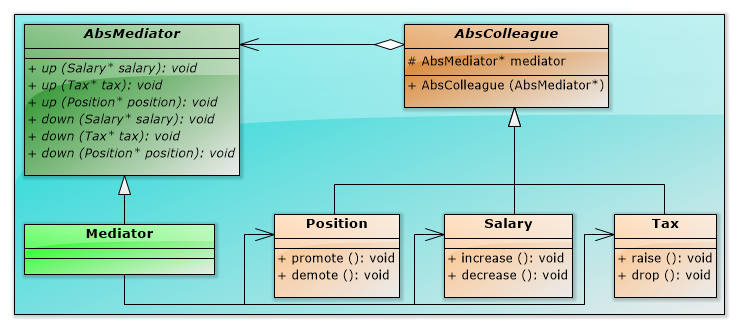 AbsMediator
+ up (Salary* salary): void
+ up (Tax* tax): void
+ up (Position* position): void
+ down (Salary* salary): void
+ down (Tax* tax): void
+ down (Position* position): void
AbsColleague
# AbsMediator* mediator
+ AbsColleague (AbsMediator*)
Mediator
Position
+ promote (): void
+ demote (): void
Salary
+ increase (): void
+ decrease (): void
Tax
+ raise (): void
+ drop (): void